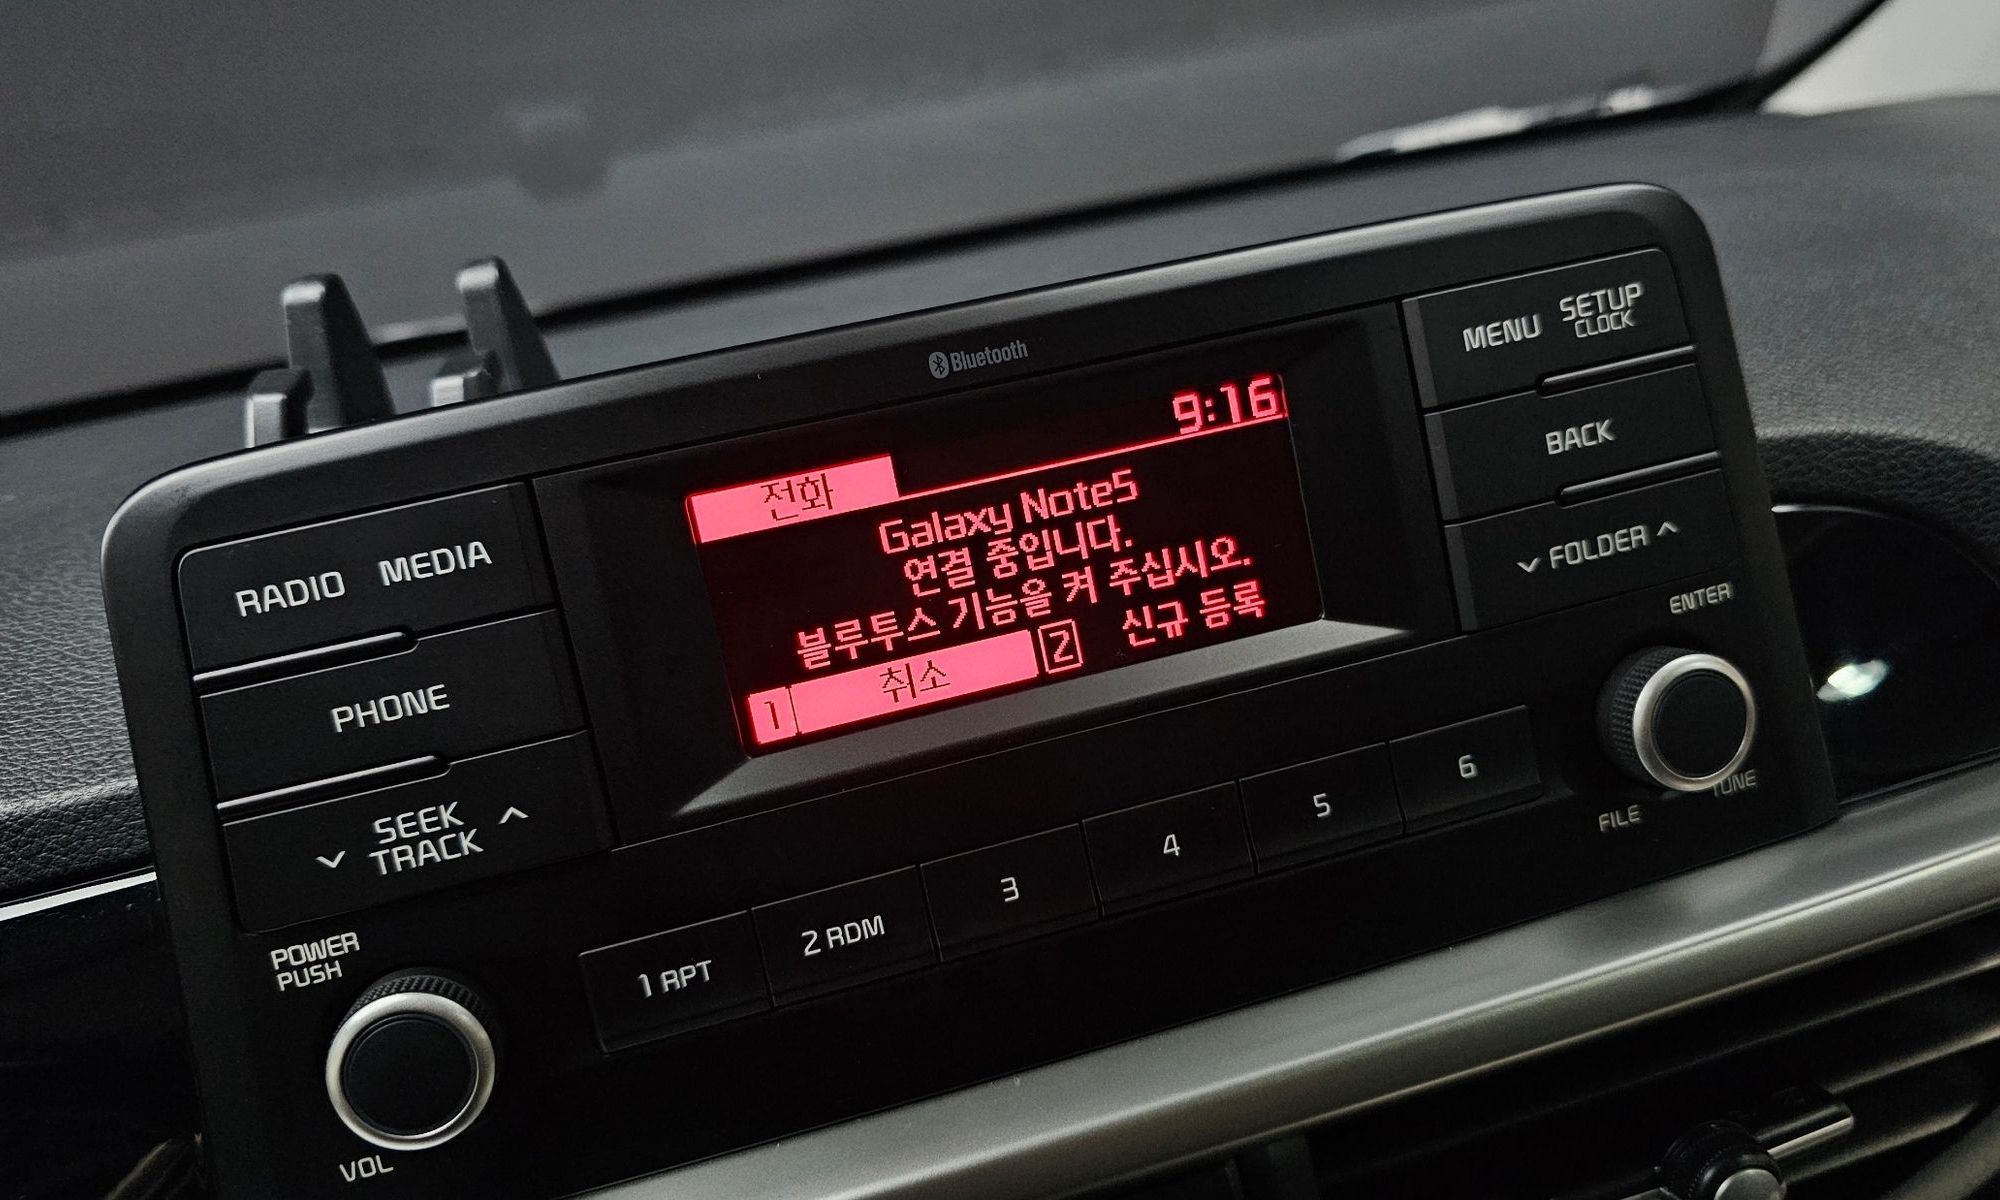 Bluetooth
9:16
전화
Galaxy Note5
연결 중입니다.
블루투스 기능을 켜 주십시오.
1 취소 2 신규 등록
RADIO MEDIA
PHONE
SEEK
TRACK
POWER
PUSH
VOL
1 RPT
2 RDM
3
4
5
6
MENU SETUP
CLOCK
BACK
FOLDER
ENTER
FILE
TUNE